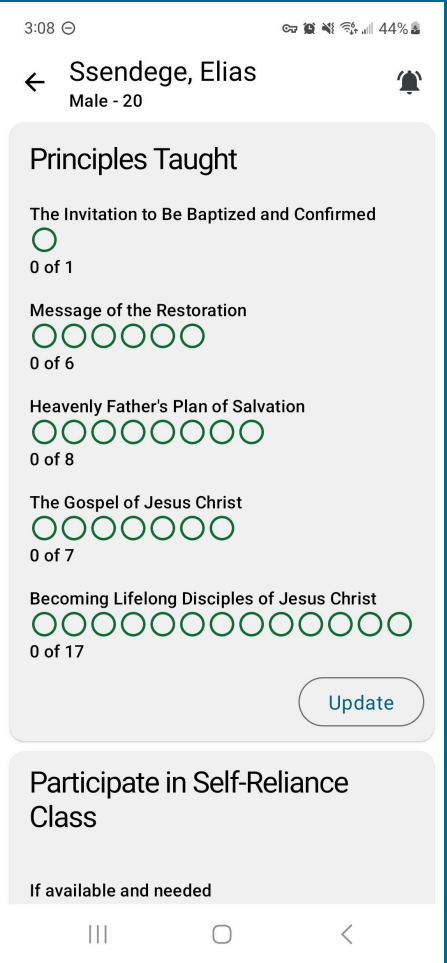 3:08
44%
Ssendege, Elias
Male - 20
Principles Taught
The Invitation to Be Baptized and Confirmed
0 of 1
Message of the Restoration
0 of 6
Heavenly Father's Plan of Salvation
0 of 8
The Gospel of Jesus Christ
0 of 7
Becoming Lifelong Disciples of Jesus Christ
0 of 17
Update
Participate in Self-Reliance
Class
If available and needed